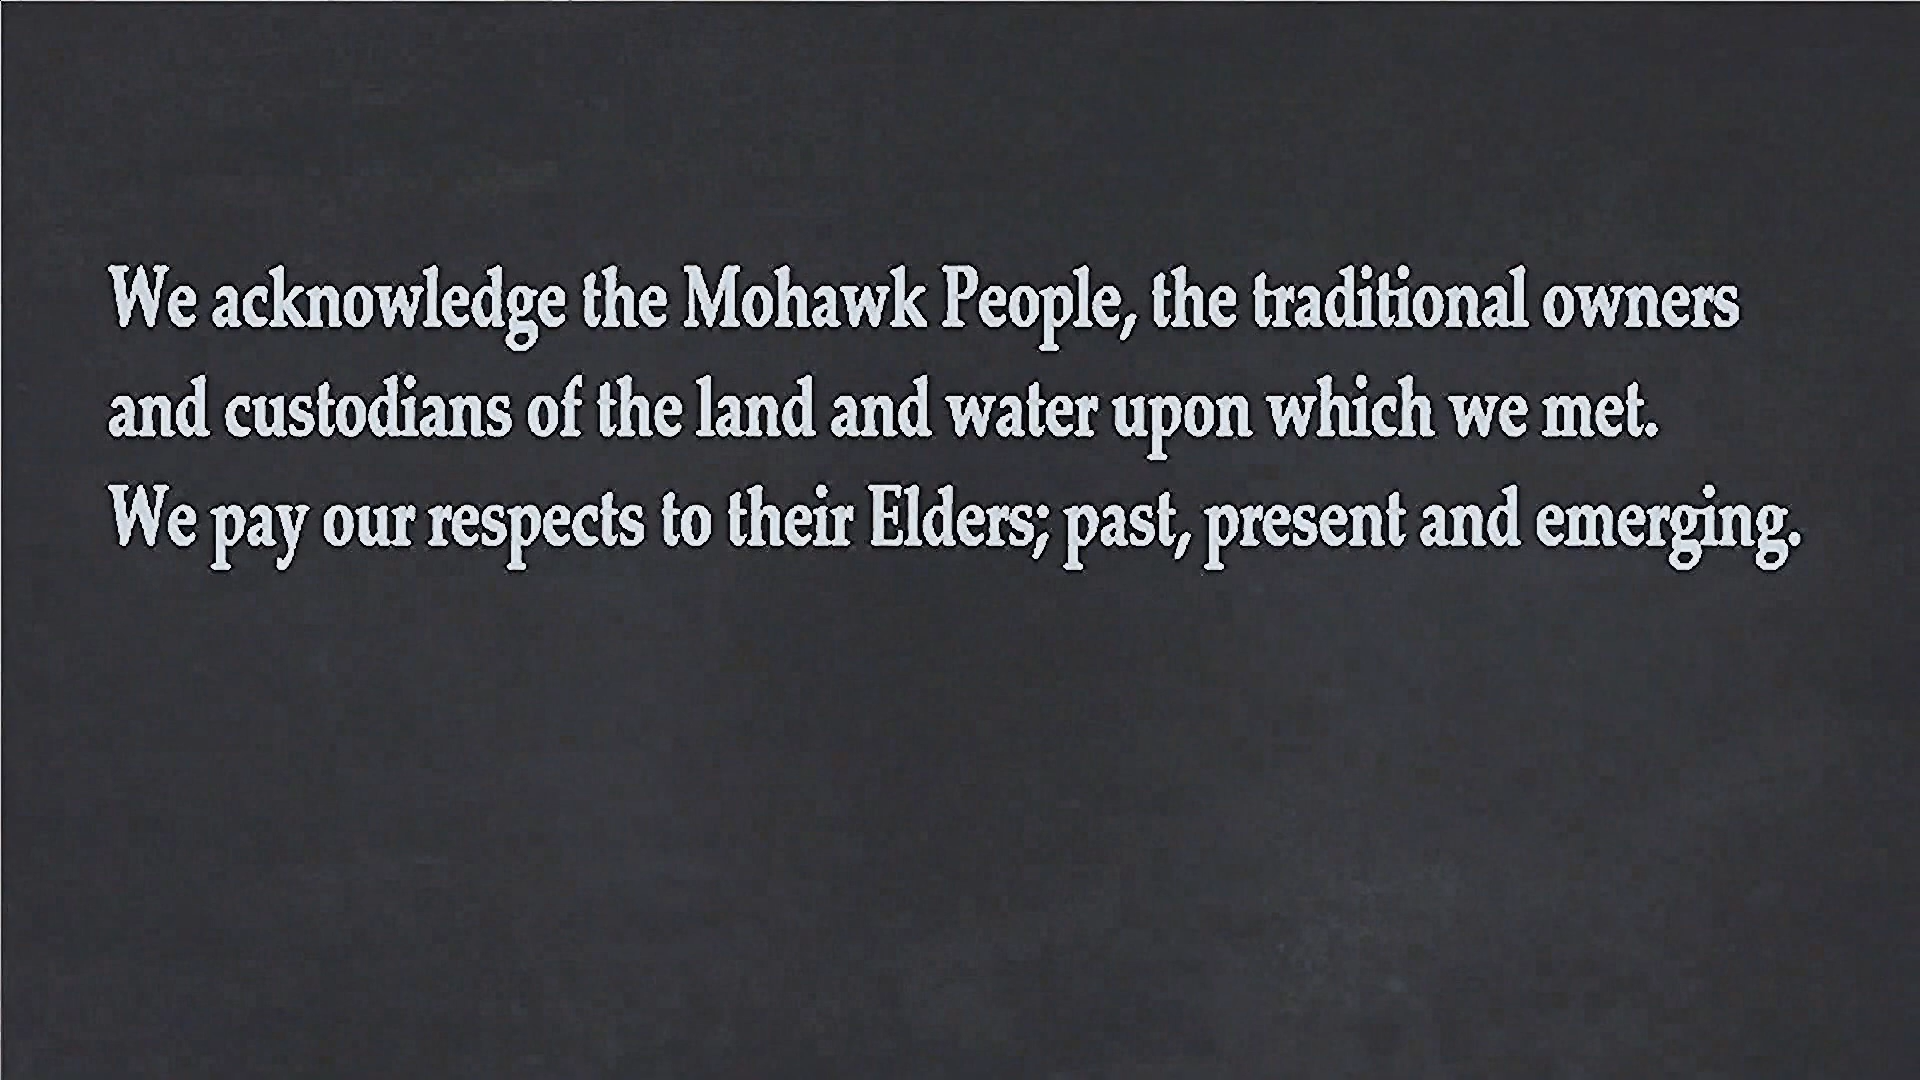 We acknowledge the Mohawk People, the traditional owners
and custodians of the land and water upon which we met.
We pay our respects to their Elders; past, present and emerging.